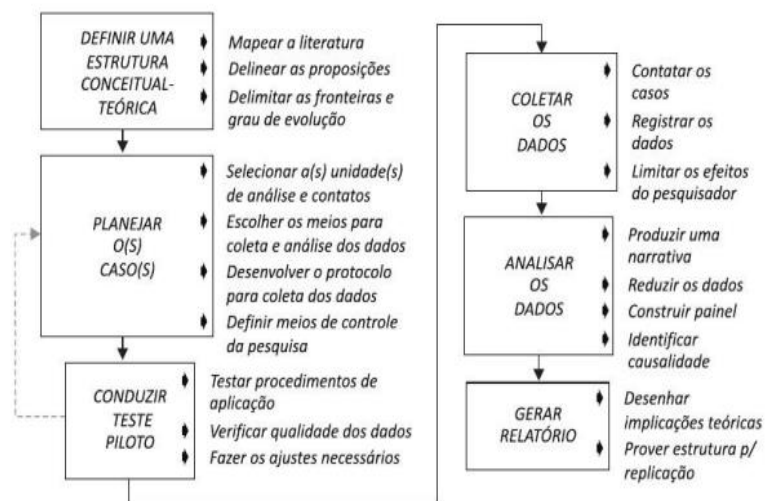 DEFINIR UMA
ESTRUTURA
CONCEITUAL-
TEÓRICA
Mapear a literatura
Delinear as proposições
Delimitar as fronteiras e
grau de evolução
PLANEJAR
O(S)
CASO(S)
Selecionar a(s) unidade(s)
de análise e contatos
Escolher os meios para
coleta e análise dos dados
Desenvolver o protocolo
para coleta dos dados
Definir meios de controle
da pesquisa
CONDUZIR
TESTE
PILOTO
Testar procedimentos de
aplicação
Verificar qualidade dos dados
Fazer os ajustes necessários
COLETAR
OS
DADOS
Contatar os
casos
Registrar os
dados
Limitar os efeitos
do pesquisador
ANALISAR
OS
DADOS
Produzir uma
narrativa
Reduzir os dados
Construir painel
Identificar
causalidade
GERAR
RELATÓRIO
Desenhar
implicações teóricas
Prover estrutura p/
replicação